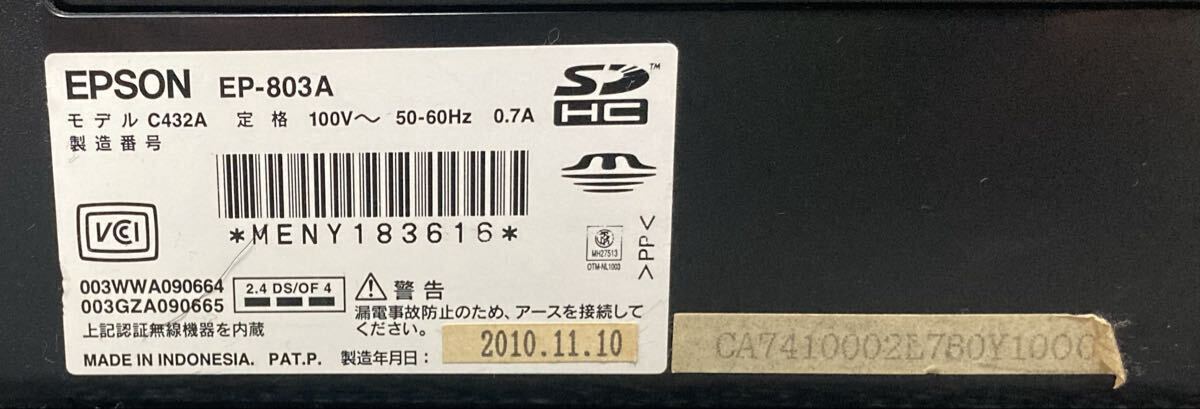 EPSON EP-803A
モデル C432A 定格 100V～ 50-60Hz 0.7A
製造番号
SD™
HC
*MENY183616*
VCI
MH27513
OTM-NL1003
>PP<
003WWA090664
003GZA090665
2.4 DS/OF 4
上記認証無線機器を内蔵
警告
漏電事故防止のため、アースを接続してください。
MADE IN INDONESIA. PAT.P. 製造年月日: 2010.11.10
CA7410002L760Y1000